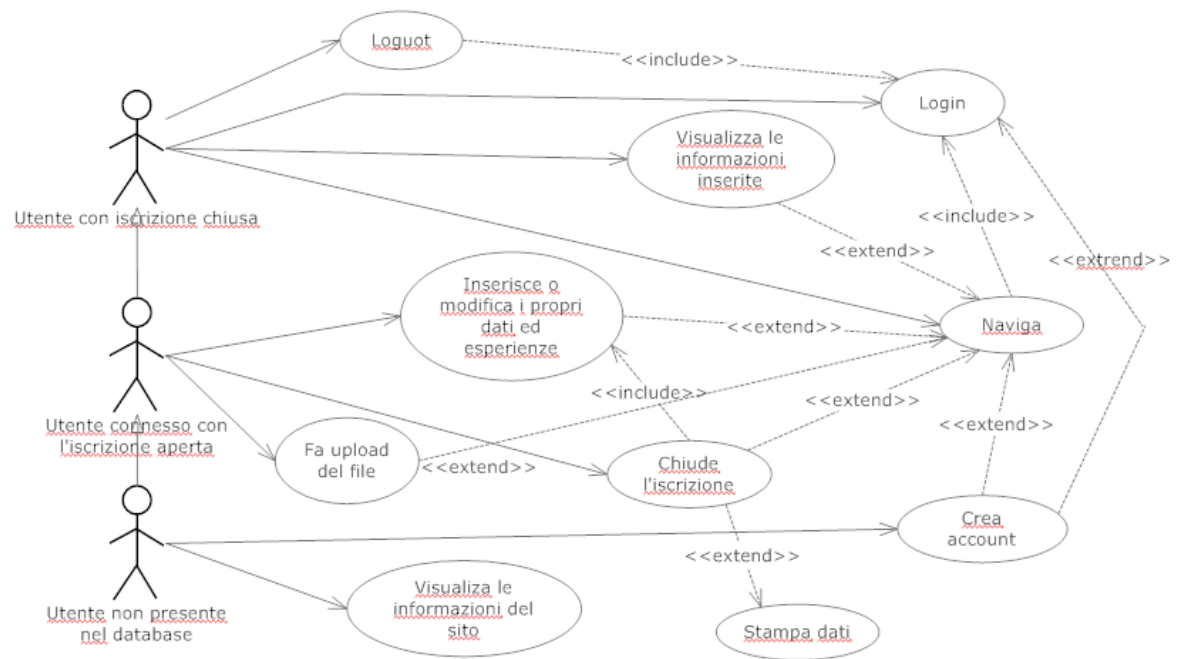 Loguot
<<include>>
Login
Visualizza le
informazioni
inserite
Utente con iscrizione chiusa
<<include>>
<<extend>>
<<extrend>>
Inserisce o
modifica i propri
dati ed
esperienze
<<extend>>
Naviga
<<include>>
<<extend>>
Utente connesso con
l'iscrizione aperta
<<extend>>
Fa upload
del file
<<extend>>
Chiude
l'iscrizione
Crea
account
<<extend>>
Visualiza le
informazioni del
sito
Utente non presente
nel database
Stampa dati